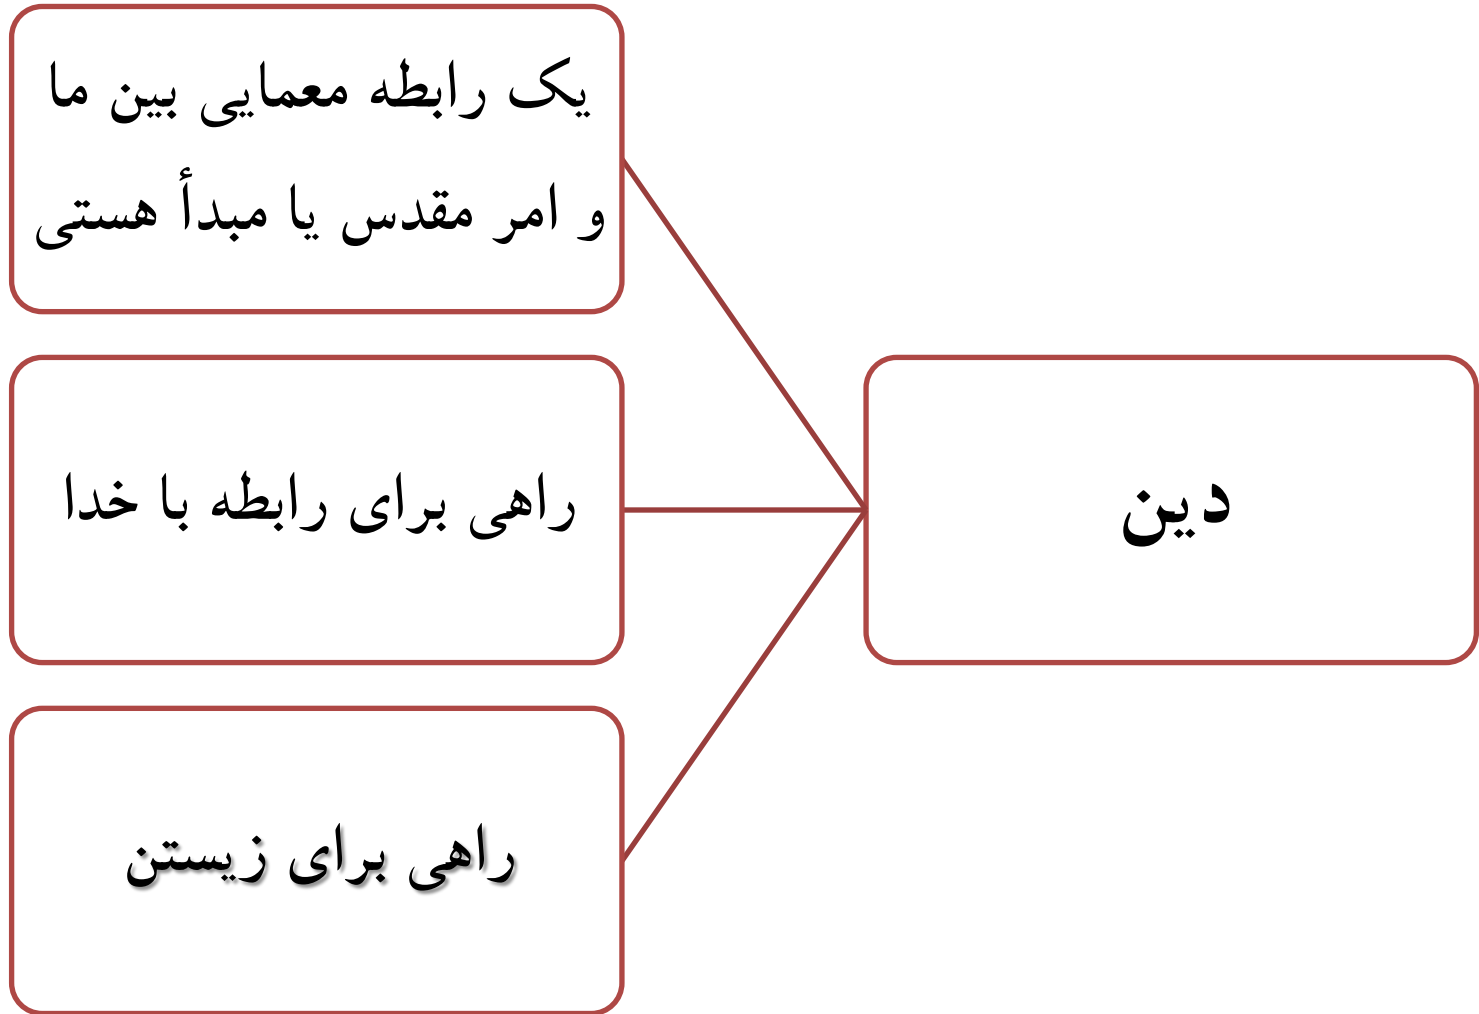 دین
یک رابطه معمایی بین ما
و امر مقدس یا مبدأ هستی
راهی برای رابطه با خدا
راهی برای زیستن